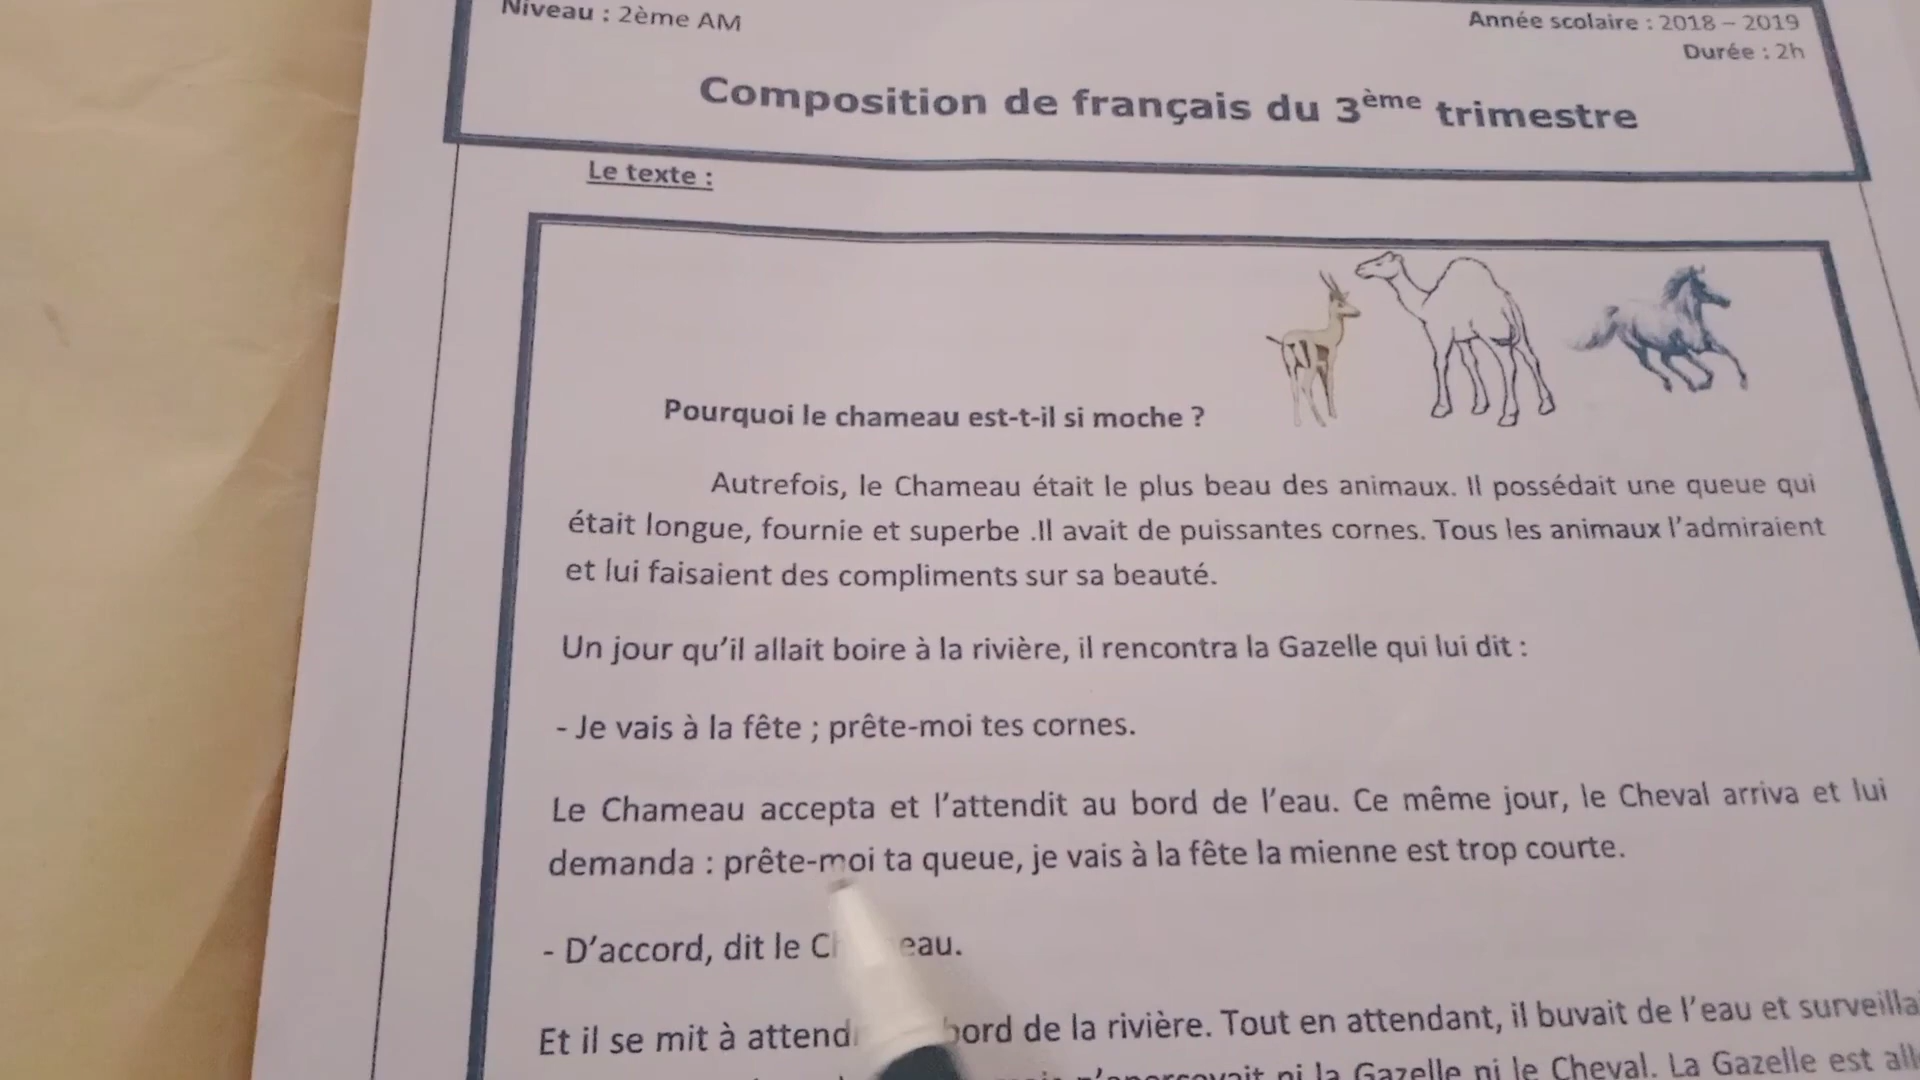 Niveau : 2ème AM
Année scolaire : 2018 – 2019
Durée : 2h
Composition de français du 3ème trimestre
Le texte :
Pourquoi le chameau est-t-il si moche ?
Autrefois, le Chameau était le plus beau des animaux. Il possédait une queue qui
était longue, fournie et superbe .Il avait de puissantes cornes. Tous les animaux l'admiraient
et lui faisaient des compliments sur sa beauté.
Un jour qu'il allait boire à la rivière, il rencontra la Gazelle qui lui dit :
- Je vais à la fête ; prête-moi tes cornes.
Le Chameau accepta et l'attendit au bord de l'eau. Ce même jour, le Cheval arriva et lui
demanda : prête-moi ta queue, je vais à la fête la mienne est trop courte.
- D'accord, dit le
Et il se mit à bord de la rivière. Tout en attendant, il buvait de l'eau et
ni la Gazelle ni le Cheval. La Gazelle est